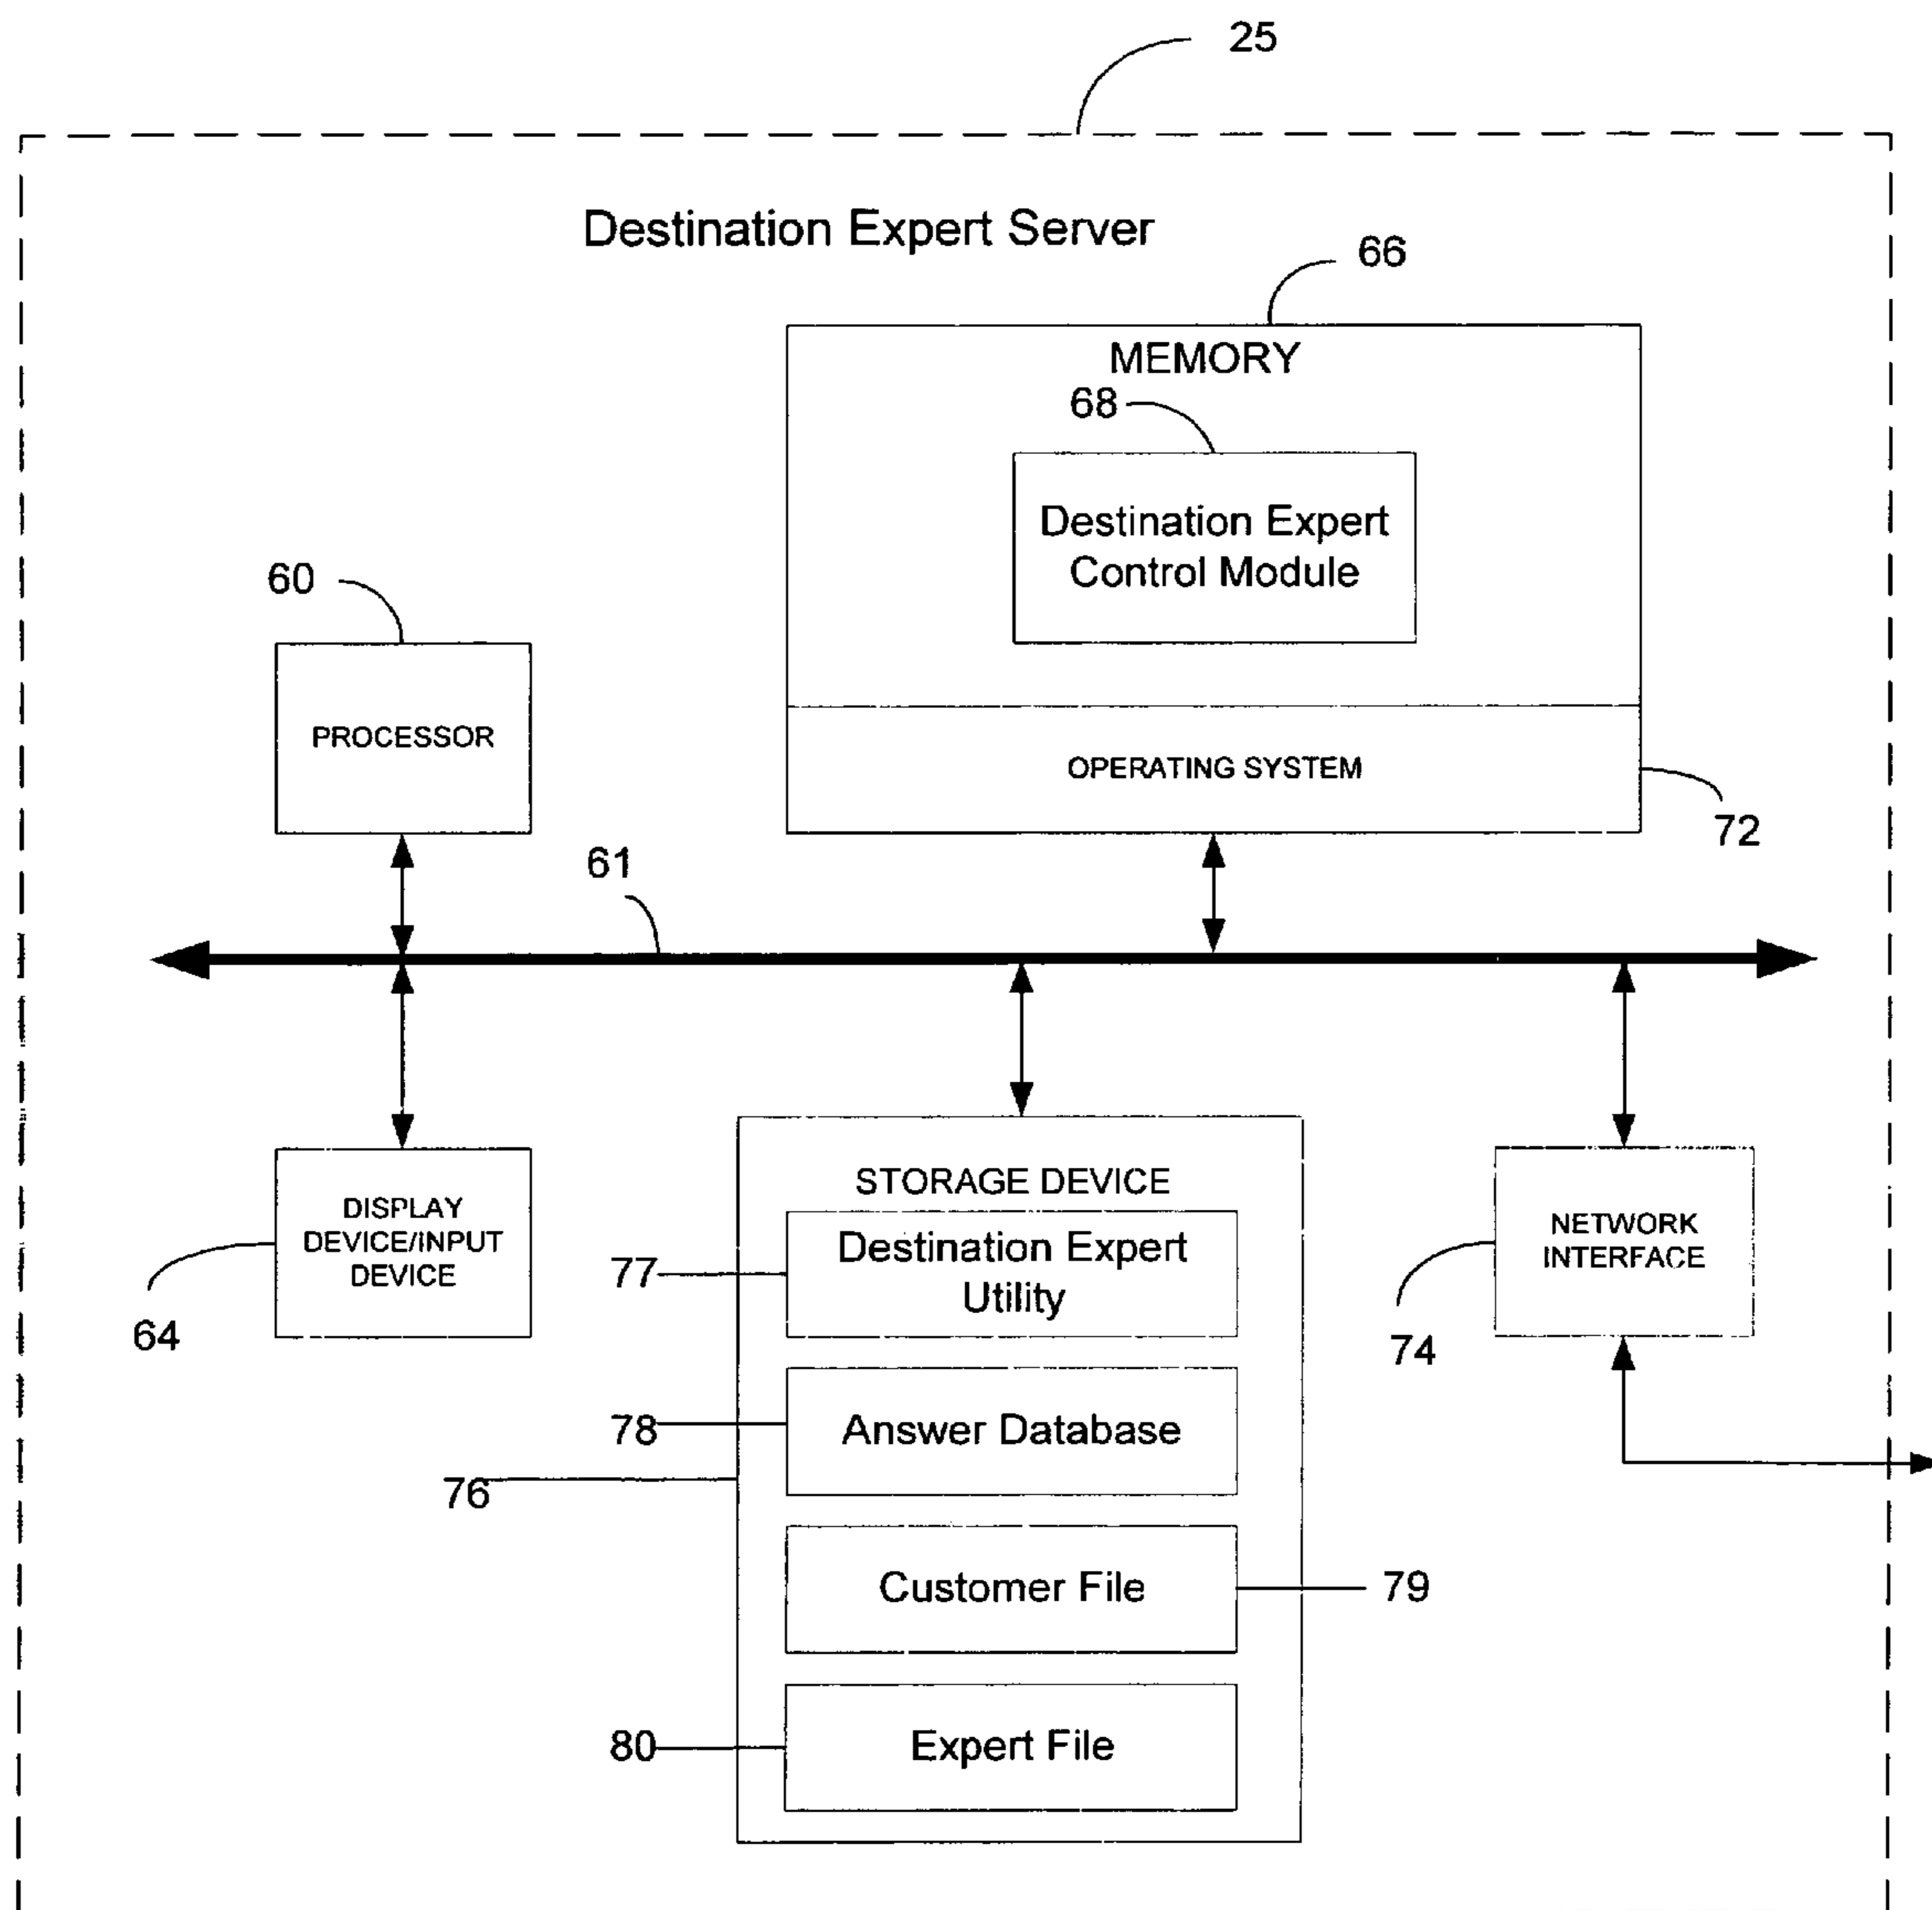 25
Destination Expert Server
66
MEMORY
68
Destination Expert
Control Module
60
PROCESSOR
OPERATING SYSTEM
72
61
DISPLAY
DEVICE/INPUT
DEVICE
64
STORAGE DEVICE
Destination Expert
Utility
77
Answer Database
78
76
Customer File
79
Expert File
80
NETWORK
INTERFACE
74